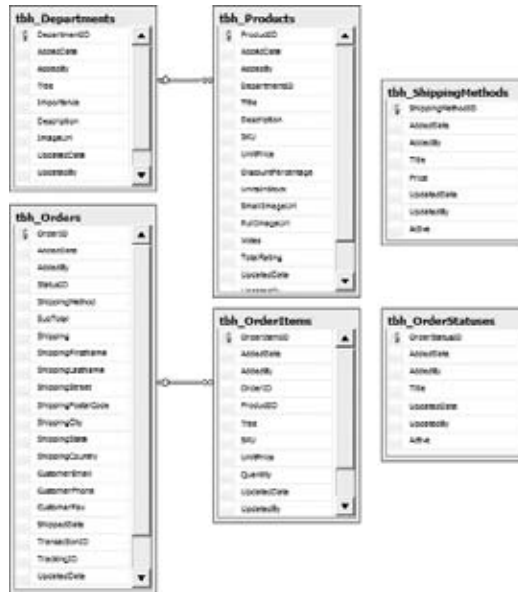 tbh_Departments
DepartmentID
AddedDate
AddedBy
Title
Importance
Description
ImageUrl
UpdatedDate
UpdatedBy
tbh_Products
ProductID
AddedDate
AddedBy
DepartmentID
Title
Description
SKU
UnitPrice
DiscountPercentage
UnitsInStock
SmallImageUrl
FullImageUrl
Votes
TotalRating
UpdatedDate
UpdatedBy
tbh_ShippingMethods
ShippingMethodID
AddedDate
AddedBy
Title
Price
UpdatedDate
UpdatedBy
Active
tbh_Orders
OrderID
AddedDate
AddedBy
StatusID
ShippingMethod
SubTotal
Shipping
ShippingFirstName
ShippingLastName
ShippingStreet
ShippingPostalCode
ShippingCity
ShippingState
ShippingCountry
CustomerEmail
CustomerPhone
CustomerFax
ShippedDate
TransactionID
TrackingID
UpdatedDate
tbh_OrderItems
OrderItemID
AddedDate
AddedBy
OrderID
ProductID
Title
SKU
UnitPrice
Quantity
UpdatedDate
UpdatedBy
tbh_OrderStatuses
OrderStatusID
AddedDate
AddedBy
Title
UpdatedDate
UpdatedBy
Active